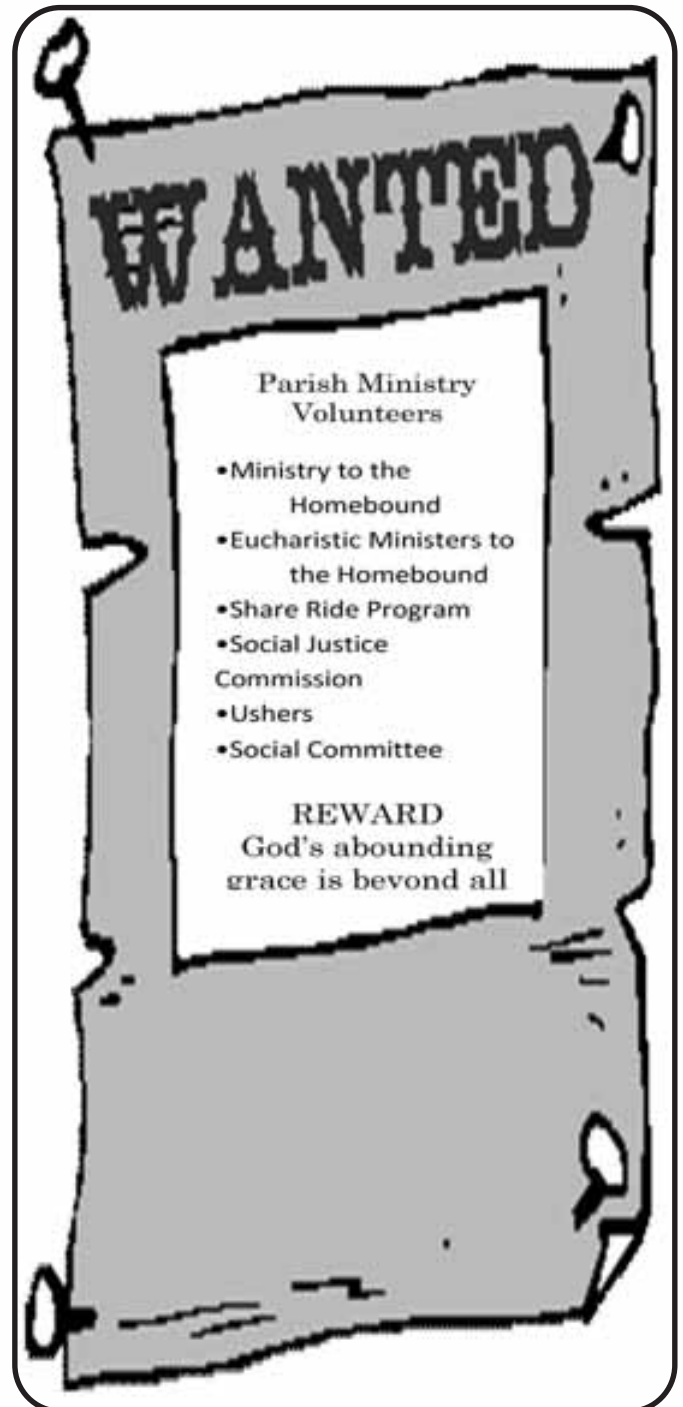 WANTED
Parish Ministry
Volunteers
•Ministry to the
Homebound
•Eucharistic Ministers to
the Homebound
•Share Ride Program
•Social Justice
Commission
•Ushers
•Social Committee
REWARD
God's abounding
grace is beyond all